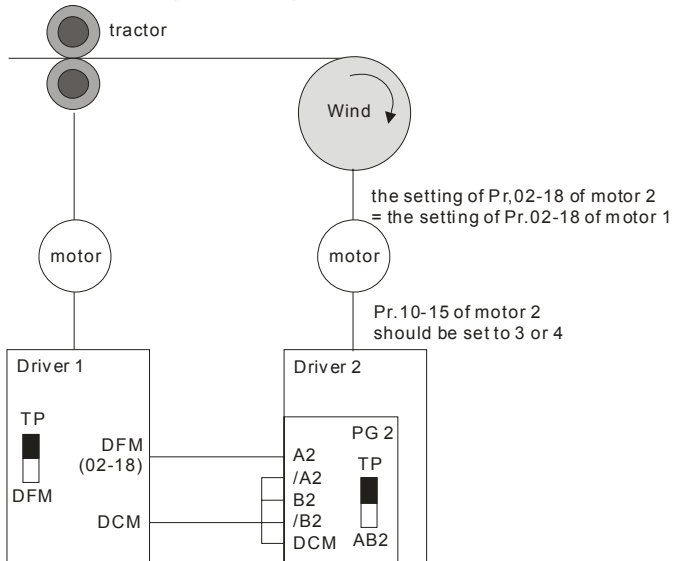 tractor
Wind
the setting of Pr,02-18 of motor 2
= the setting of Pr.02-18 of motor 1
motor
motor
Pr.10-15 of motor 2
should be set to 3 or 4
Driver 1
TP
DFM
DFM
(02-18)
DCM
Driver 2
PG 2
A2
/A2
B2
/B2
DCM
TP
AB2